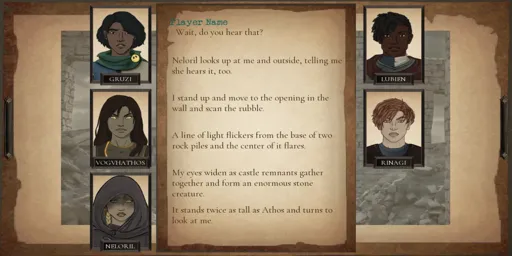 Player Name
Wait, do you hear that?
Neloril looks up at me and outside, telling me
she hears it, too.
I stand up and move to the opening in the
wall and scan the rubble.
A line of light flickers from the base of two
rock piles and the center of it flares.
My eyes widen as castle remnants gather
together and form an enormous stone
creature.
It stands twice as tall as Athos and turns to
look at me.
GRUZI
VOGVHATHOS
NELORIL
LUBIEN
KINAGI